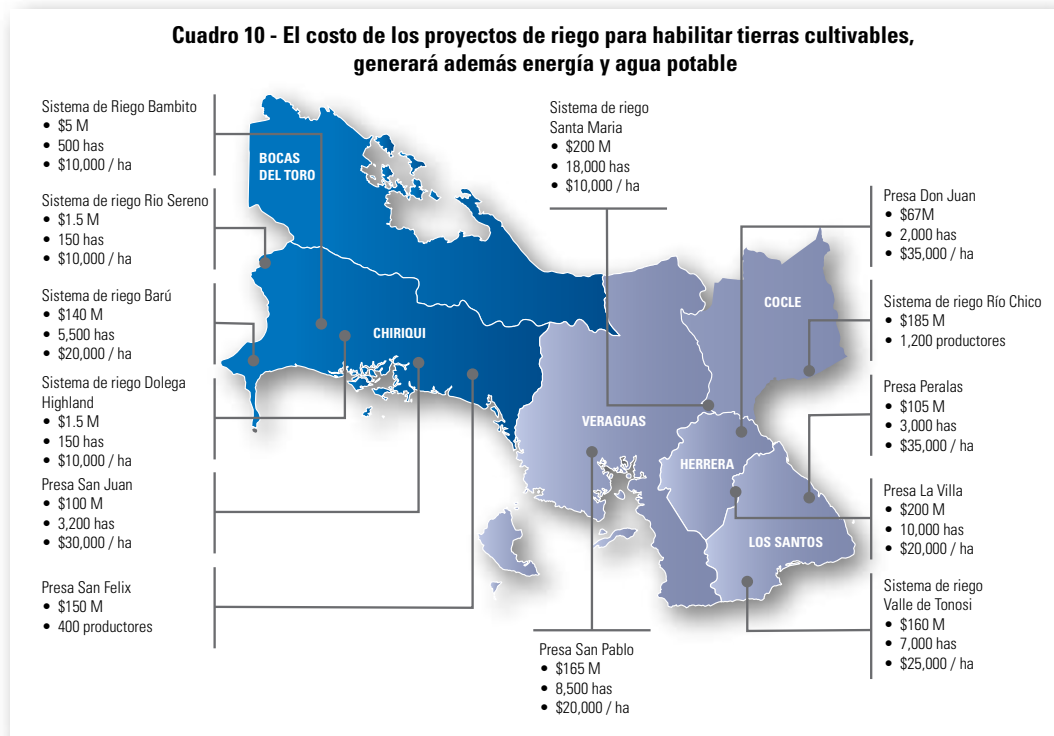 Cuadro 10 - El costo de los proyectos de riego para habilitar tierras cultivables,
generará además energía y agua potable
Sistema de Riego Bambito
• $5 M
• 500 has
• $10,000 / ha
Sistema de riego Rio Sereno
• $1.5 M
• 150 has
• $10,000 / ha
Sistema de riego Barú
• $140 M
• 5,500 has
• $20,000 / ha
Sistema de riego Dolega
Highland
• $1.5 M
• 150 has
• $10,000 / ha
Presa San Juan
• $100 M
• 3,200 has
• $30,000 / ha
Presa San Felix
• $150 M
• 400 productores
BOCAS
DEL TORO
CHIRIQUI
Sistema de riego
Santa Maria
• $200 M
• 18,000 has
• $10,000 / ha
VERAGUAS
HERRERA
LOS SANTOS
COCLE
Presa San Pablo
• $165 M
• 8,500 has
• $20,000 / ha
Presa Don Juan
• $67M
• 2,000 has
• $35,000 / ha
Sistema de riego Río Chico
• $185 M
• 1,200 productores
Presa Peralas
• $105 M
• 3,000 has
• $35,000 / ha
Presa La Villa
• $200 M
• 10,000 has
• $20,000 / ha
Sistema de riego
Valle de Tonosi
• $160 M
• 7,000 has
• $25,000 / ha